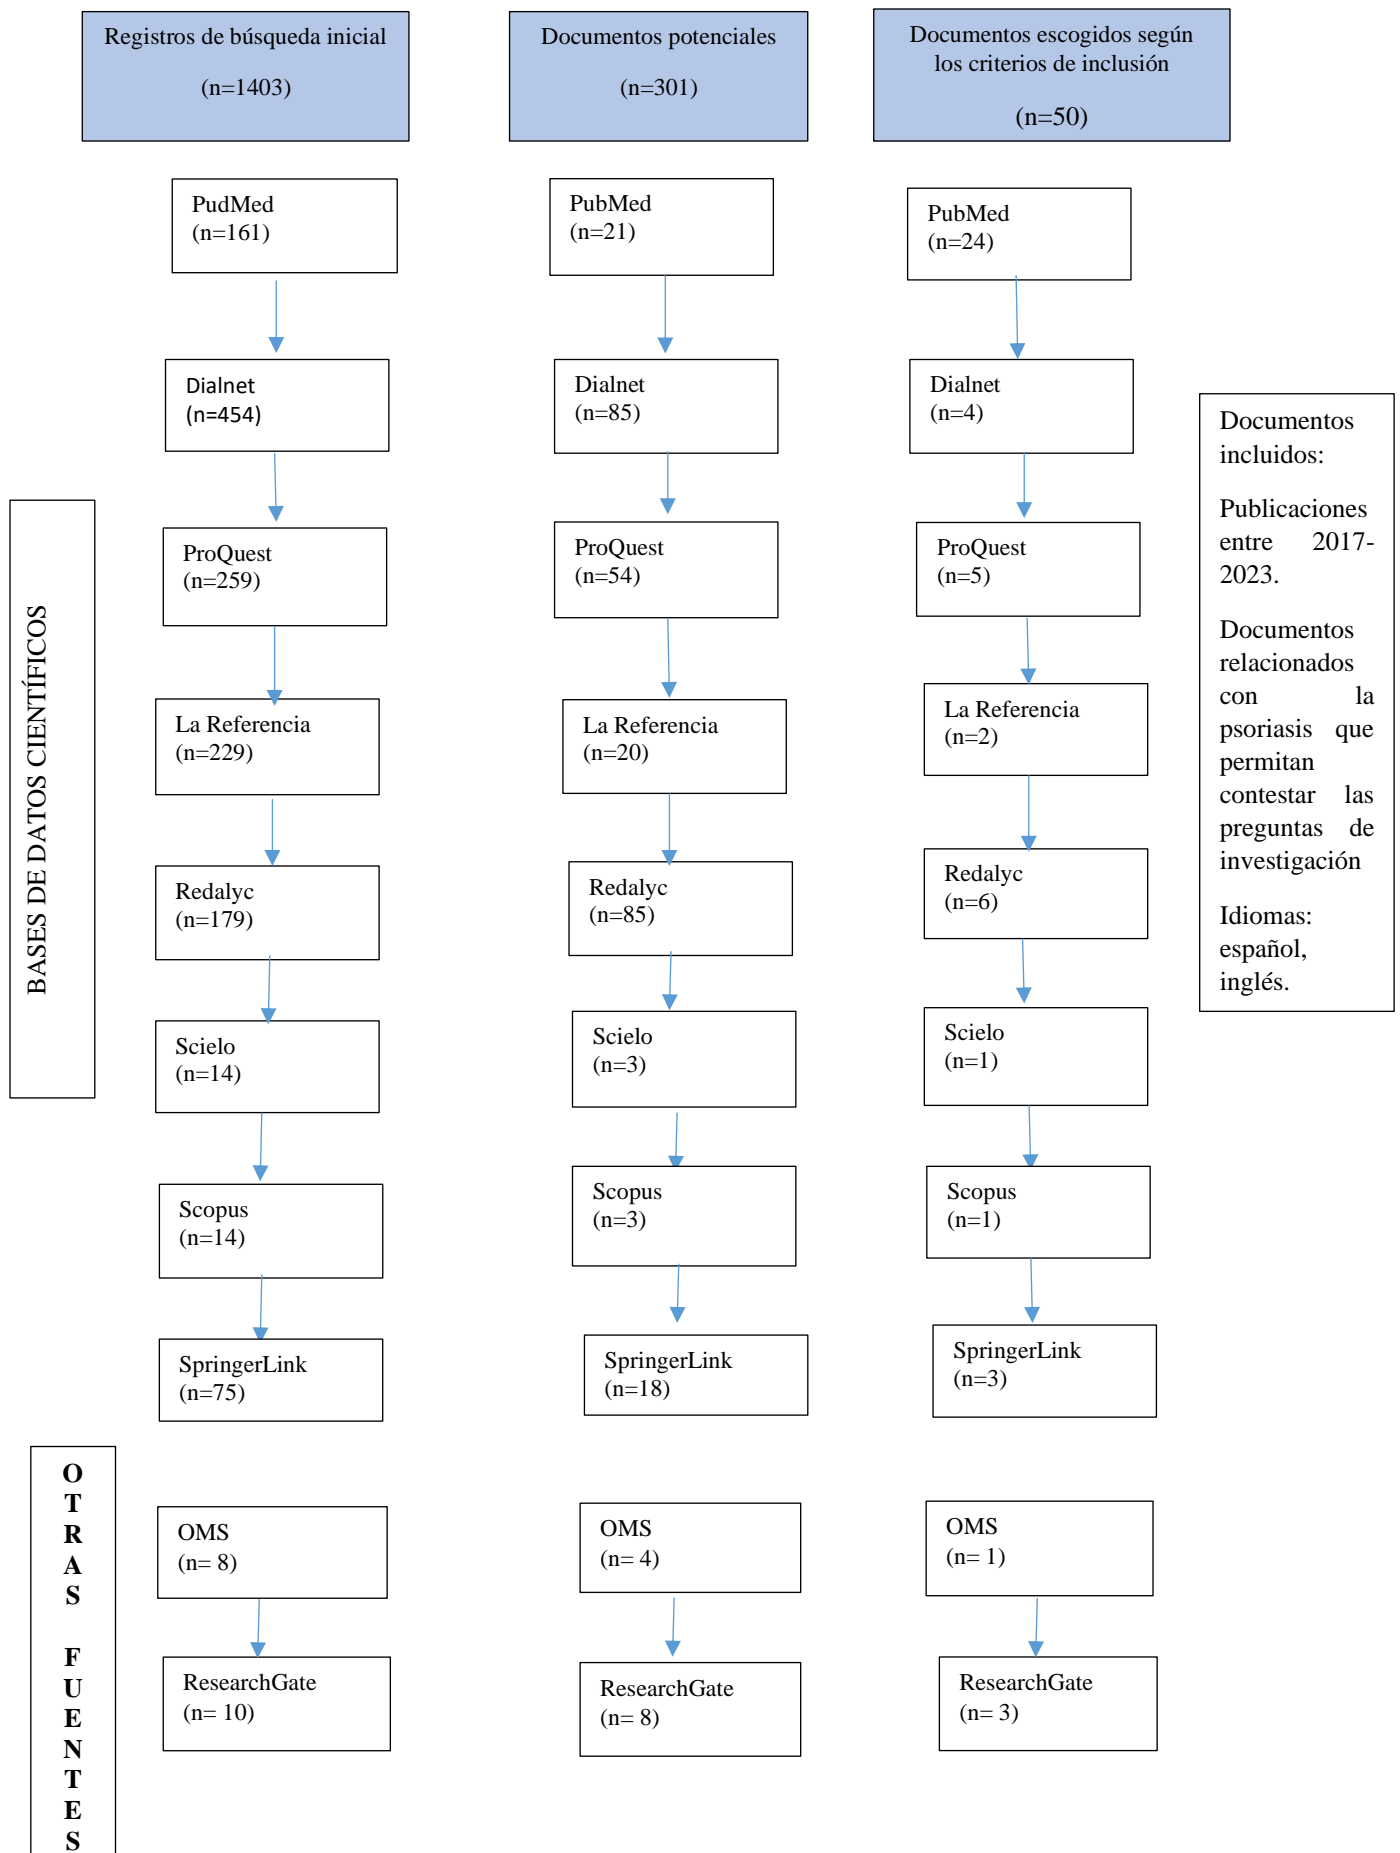 Registros de búsqueda inicial
(n=1403)
Documentos potenciales
(n=301)
Documentos escogidos según
los criterios de inclusión
(n=50)
PudMed
(n=161)
PubMed
(n=21)
PubMed
(n=24)
Dialnet
(n=454)
Dialnet
(n=85)
Dialnet
(n=4)
ProQuest
(n=259)
ProQuest
(n=54)
ProQuest
(n=5)
La Referencia
(n=229)
La Referencia
(n=20)
La Referencia
(n=2)
Redalyc
(n=179)
Redalyc
(n=85)
Redalyc
(n=6)
Scielo
(n=14)
Scielo
(n=3)
Scielo
(n=1)
Scopus
(n=14)
Scopus
(n=3)
Scopus
(n=1)
SpringerLink
(n=75)
SpringerLink
(n=18)
SpringerLink
(n=3)
BASES DE DATOS CIENTÍFICOS
Documentos
incluidos:
Publicaciones
entre 2017-
2023.
Documentos
relacionados
con la
psoriasis que
permitan
contestar las
preguntas de
investigación
Idiomas:
español,
inglés.
OTRAS FUENTES
OMS
(n= 8)
OMS
(n= 4)
OMS
(n= 1)
ResearchGate
(n= 10)
ResearchGate
(n= 8)
ResearchGate
(n= 3)